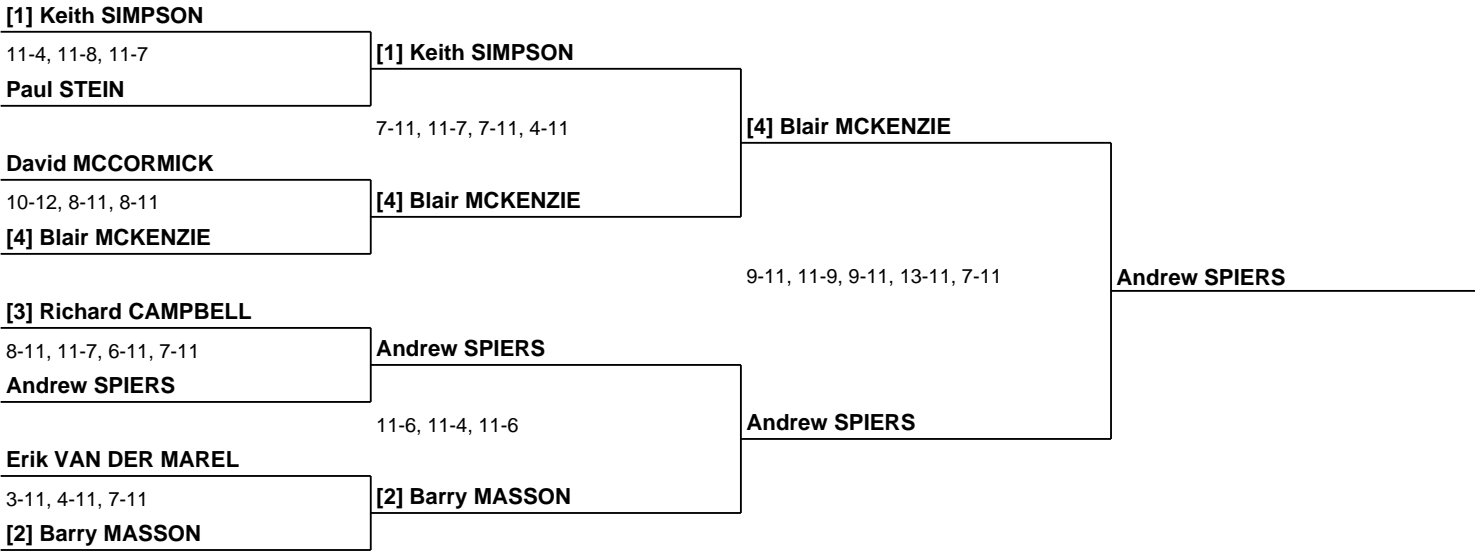 [1] Keith SIMPSON
11-4, 11-8, 11-7
[1] Keith SIMPSON
Paul STEIN
7-11, 11-7, 7-11, 4-11
[4] Blair MCKENZIE
David MCCORMICK
10-12, 8-11, 8-11
[4] Blair MCKENZIE
[4] Blair MCKENZIE
9-11, 11-9, 9-11, 13-11, 7-11
Andrew SPIERS
[3] Richard CAMPBELL
8-11, 11-7, 6-11, 7-11
Andrew SPIERS
Andrew SPIERS
11-6, 11-4, 11-6
Andrew SPIERS
Erik VAN DER MAREL
3-11, 4-11, 7-11
[2] Barry MASSON
[2] Barry MASSON